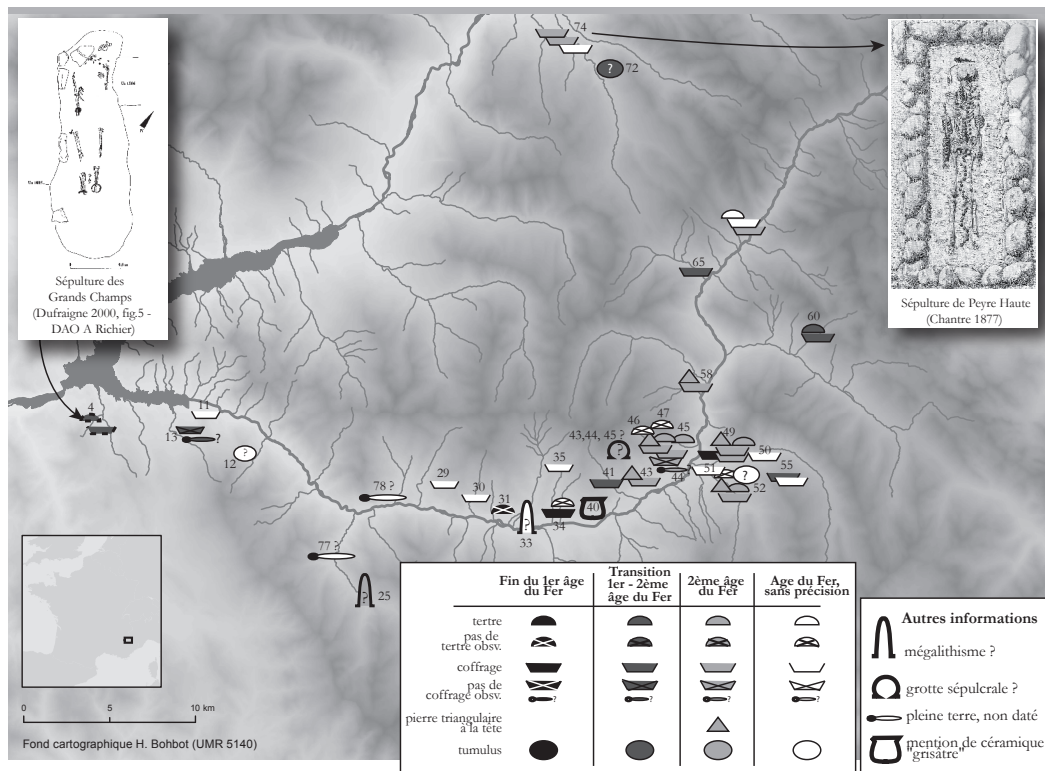 Sépulture des
Grands Champs
(Dufraigne 2000, fig.5 -
DAO A Richier)
Sépulture de Peyre Haute
(Chantre 1877)
74
?
72
65
60
58
4
11
13
?
12
?
78 ?
29
30
31
35
33
?
34
40
41
43
43,44, 45 ?
?
46
47
45
44
49
50
51
?
52
55
77 ?
?
25
0
5
10 km
Fond cartographique H. Bohbot (UMR 5140)
Fin du 1er âge
du Fer
Transition
1er - 2ème
âge du Fer
2ème âge
du Fer
Age du Fer,
sans précision
tertre
pas de
tertre obsv.
coffrage
pas de
coffrage obsv.
? ? ? ?
pierre triangulaire
à la tête
tumulus
Autres informations
mégalithisme ?
grotte sépulcrale ?
pleine terre, non daté
mention de céramique
"grisâtre"